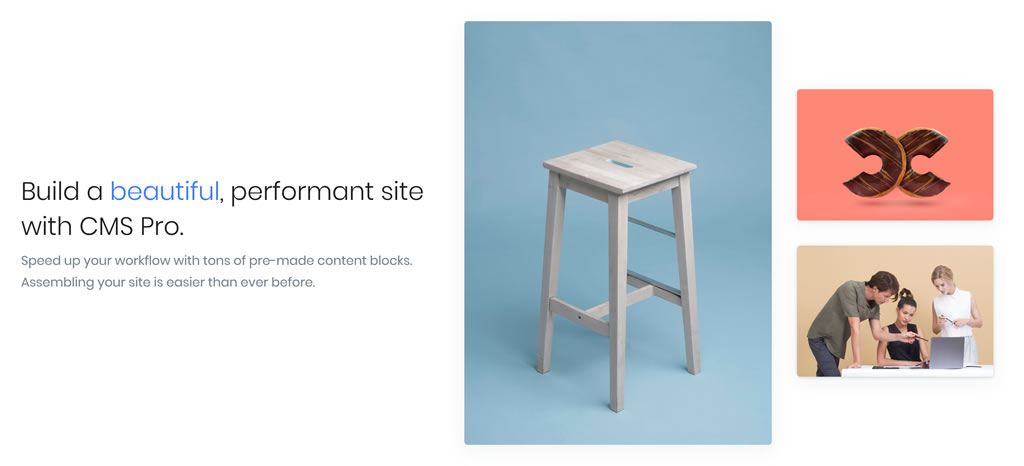 Build a beautiful, performant site
with CMS Pro.
Speed up your workflow with tons of pre-made content blocks.
Assembling your site is easier than ever before.